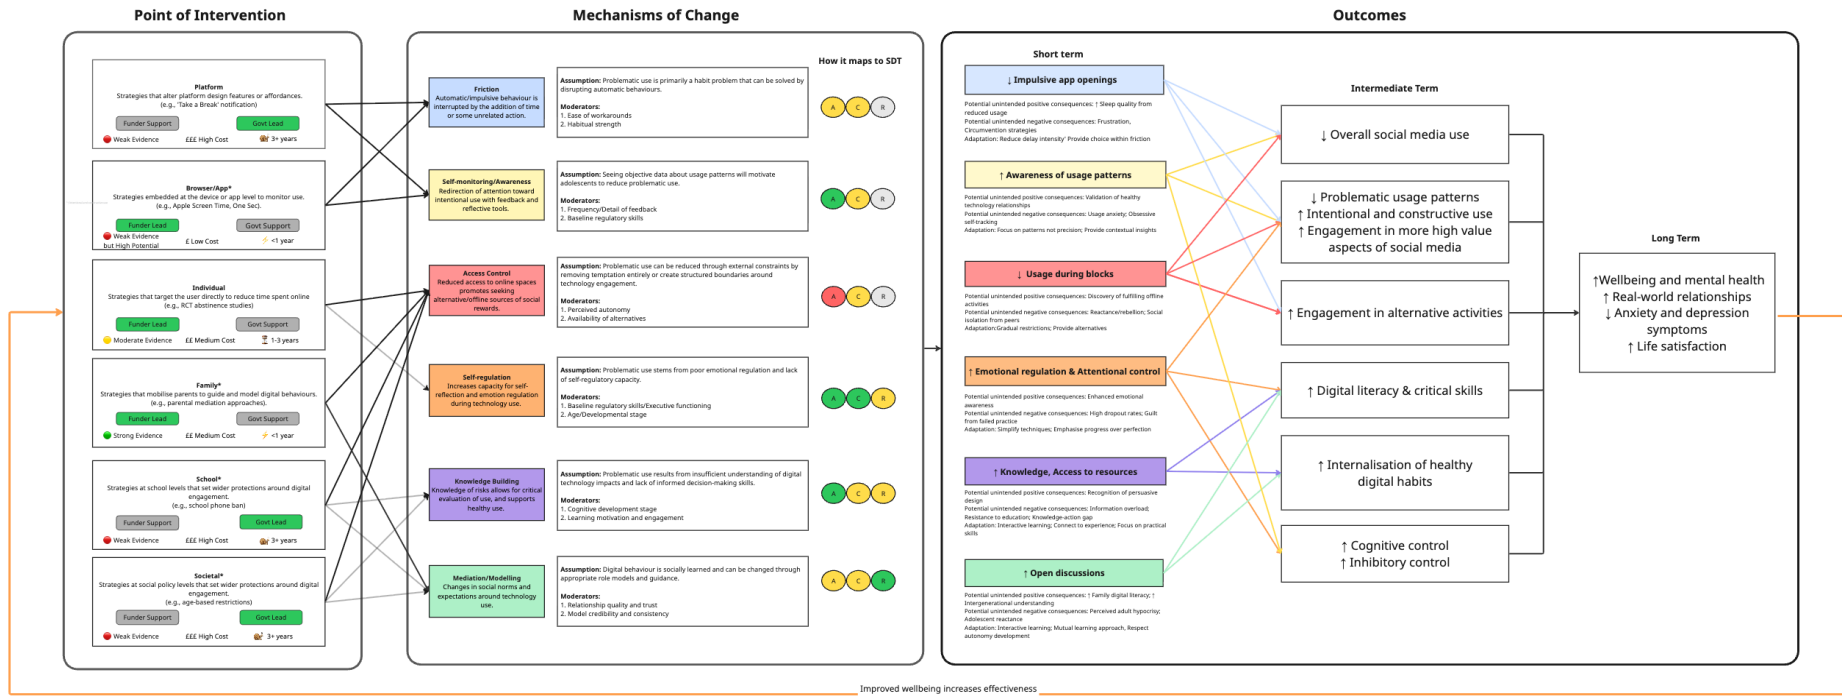 Point of Intervention
Platform
Strategies that alter platform design features or affordances.
(e.g., 'Take a Break' notification)
Funder Support
Govt Lead
Weak Evidence
£££ High Cost
3+ years
Browser/App*
Strategies embedded at the device or app level to monitor use.
(e.g., Apple Screen Time, One Sec).
Funder Lead
Govt Support
Weak Evidence
but High Potential
£ Low Cost
<1 year
Individual
Strategies that target the user directly to reduce time spent online
(e.g., RCT abstinence studies)
Funder Lead
Govt Support
Moderate Evidence
££ Medium Cost
1-3 years
Family*
Strategies that mobilise parents to guide and model digital behaviours.
(e.g., parental mediation approaches).
Funder Lead
Govt Support
Strong Evidence
££ Medium Cost
<1 year
School*
Strategies at school levels that set wider protections around digital
engagement.
(e.g., school phone ban)
Funder Support
Govt Lead
Weak Evidence
£££ High Cost
3+ years
Societal*
Strategies at social policy levels that set wider protections around digital
engagement.
(e.g., age-based restrictions)
Funder Support
Govt Lead
Weak Evidence
£££ High Cost
3+ years
Mechanisms of Change
How it maps to SDT
Friction
Automatic/impulsive behaviour is
interrupted by the addition of time
or some unrelated action.
Assumption: Problematic use is primarily a habit problem that can be solved by
disrupting automatic behaviours.
Moderators:
1. Ease of workarounds
2. Habitual strength
A C R
Self-monitoring/Awareness
Redirection of attention toward
intentional use with feedback and
reflective tools.
Assumption: Seeing objective data about usage patterns will motivate
adolescents to reduce problematic use.
Moderators:
1. Frequency/Detail of feedback
2. Baseline regulatory skills
A C R
Access Control
Reduced access to online spaces
promotes seeking
alternative/offline sources of social
rewards.
Assumption: Problematic use can be reduced through external constraints by
removing temptation entirely or create structured boundaries around
technology engagement.
Moderators:
1. Perceived autonomy
2. Availability of alternatives
A C R
Self-regulation
Increases capacity for self-
reflection and emotion regulation
during technology use.
Assumption: Problematic use stems from poor emotional regulation and lack
of self-regulatory capacity.
Moderators:
1. Baseline regulatory skills/Executive functioning
2. Age/Developmental stage
A C R
Knowledge Building
Knowledge of risks allows for critical
evaluation of use, and supports
healthy use.
Assumption: Problematic use results from insufficient understanding of digital
technology impacts and lack of informed decision-making skills.
Moderators:
1. Cognitive development stage
2. Learning motivation and engagement
A C R
Mediation/Modelling
Changes in social norms and
expectations around technology
use.
Assumption: Digital behaviour is socially learned and can be changed through
appropriate role models and guidance.
Moderators:
1. Relationship quality and trust
2. Model credibility and consistency
A C R
Outcomes
Short term
↓ Impulsive app openings
Potential unintended positive consequences: ↑ Sleep quality from
reduced usage
Potential unintended negative consequences: Frustration,
Circumvention strategies
Adaptation: Reduce delay intensity' Provide choice within friction
↑ Awareness of usage patterns
Potential unintended positive consequences: Validation of healthy
technology relationships
Potential unintended negative consequences: Usage anxiety; Obsessive
self-tracking
Adaptation: Focus on patterns not precision; Provide contextual insights
↓ Usage during blocks
Potential unintended positive consequences: Discovery of fulfilling offline
activities
Potential unintended negative consequences: Reactance/rebellion; Social
isolation from peers
Adaptation:Gradual restrictions; Provide alternatives
↑ Emotional regulation & Attentional control
Potential unintended positive consequences: Enhanced emotional
awareness
Potential unintended negative consequences: High dropout rates; Guilt
from failed practice
Adaptation: Simplify techniques; Emphasise progress over perfection
↑ Knowledge, Access to resources
Potential unintended positive consequences: Recognition of persuasive
design
Potential unintended negative consequences: Information overload;
Resistance to education; Knowledge-action gap
Adaptation: Interactive learning; Connect to experience; Focus on practical
skills
↑ Open discussions
Potential unintended positive consequences: ↑ Family digital literacy; ↑
Intergenerational understanding
Potential unintended negative consequences: Perceived adult hypocrisy;
Adolescent reactance
Adaptation: Interactive learning; Mutual learning approach, Respect
autonomy development
Intermediate Term
↓ Overall social media use
↓ Problematic usage patterns
↑ Intentional and constructive use
↑ Engagement in more high value
aspects of social media
↑ Engagement in alternative activities
↑ Digital literacy & critical skills
↑ Internalisation of healthy
digital habits
↑ Cognitive control
↑ Inhibitory control
Long Term
↑Wellbeing and mental health
↑ Real-world relationships
↓ Anxiety and depression
symptoms
↑ Life satisfaction
Improved wellbeing increases effectiveness